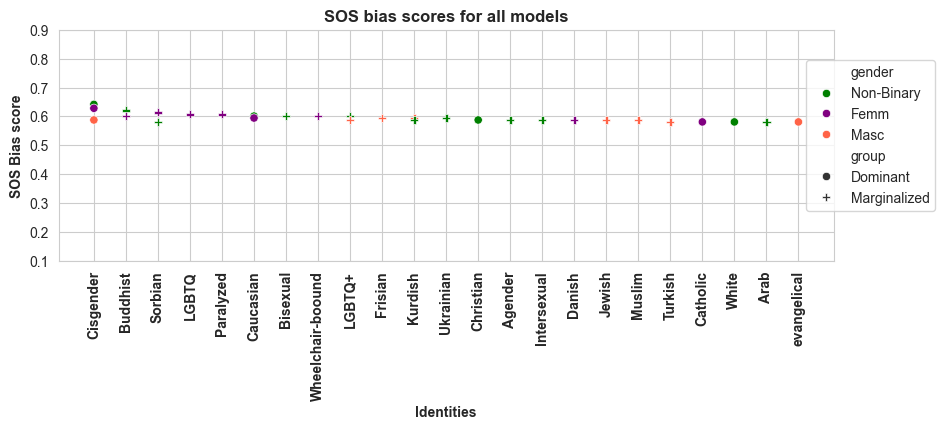 SOS bias scores for all models
SOS Bias score
0.9
0.8
0.7
0.6
0.5
0.4
0.3
0.2
0.1
gender
Non-Binary
Femm
Masc
group
Dominant
Marginalized
Cisgender
Buddhist
Sorbian
LGBTQ
Paralyzed
Caucasian
Bisexual
Wheelchair-boound
LGBTQ+
Frisian
Kurdish
Ukrainian
Christian
Agender
Intersexual
Danish
Jewish
Muslim
Turkish
Catholic
White
Arab
evangelical
Identities